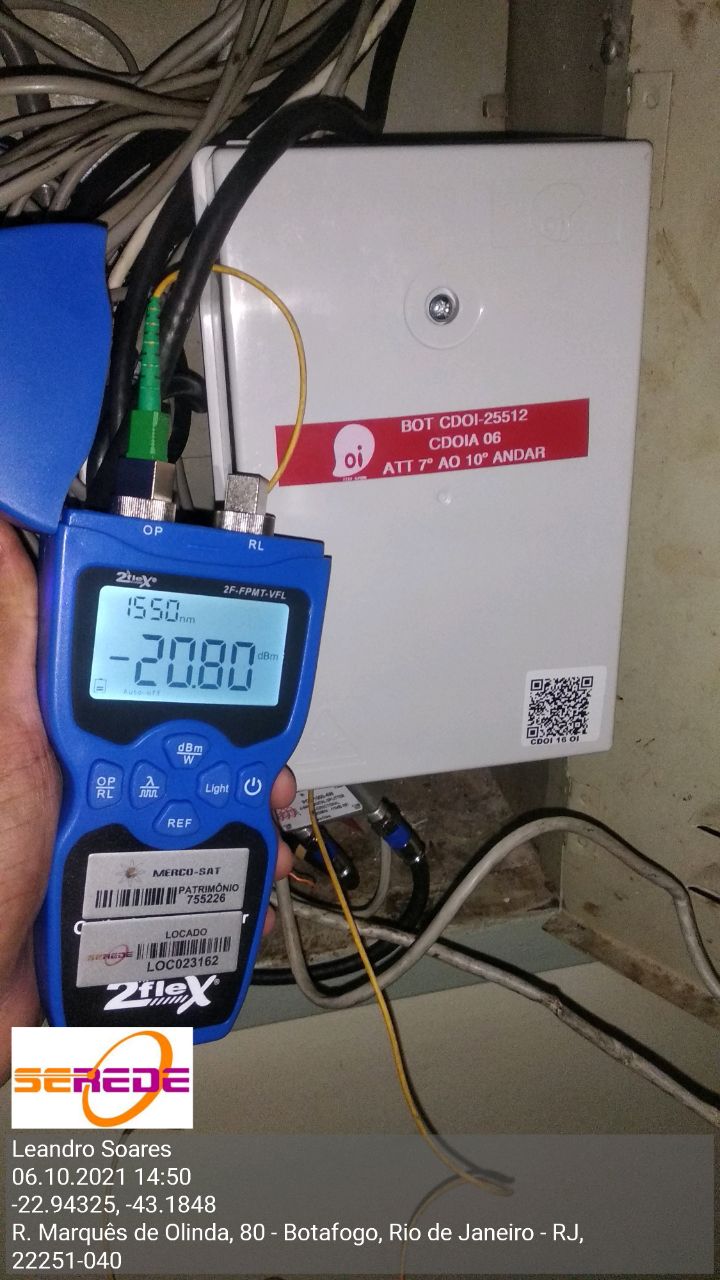 BOT CDOI-25512
CDOIA 06
ATT 7º AO 10º ANDAR
oi
CDOI 16 OI
OP
RL
2fleX®
2F-FPMT-VFL
1550nm
-20.80 dBm
Auto-off
dBm
W
OP
RL
λ
Light
REF
MERCO-SAT
PATRIMÔNIO
755226
LOCADO
SEREDE
LOC023162
2fleX®
SEREDE
Leandro Soares
06.10.2021 14:50
-22.94325, -43.1848
R. Marquês de Olinda, 80 - Botafogo, Rio de Janeiro - RJ,
22251-040